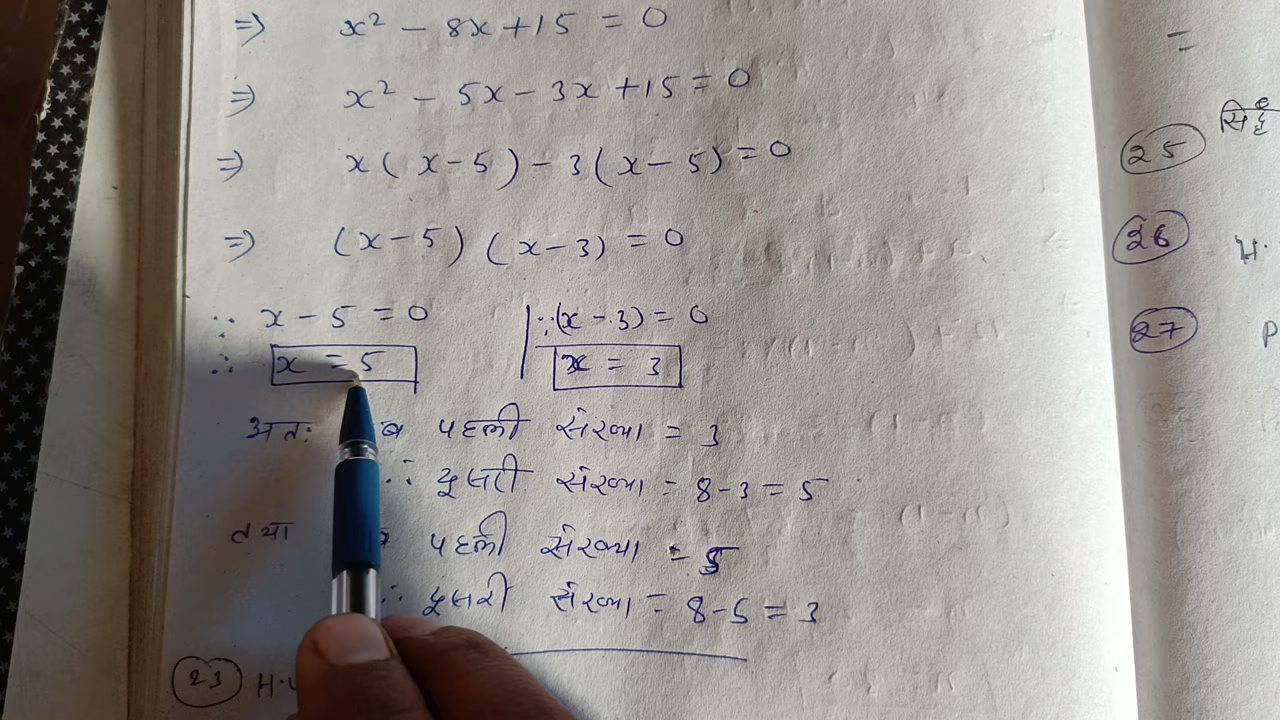 ⇒ x² - 8x + 15 = 0
⇒ x² - 5x - 3x + 15 = 0
⇒ x(x-5) - 3(x-5) = 0
⇒ (x-5) (x-3) = 0
∵ x - 5 = 0 | ∵ (x - 3) = 0
∴ x = 5 | x = 3
अतः ब पहली संख्या = 3
∴ दूसरी संख्या = 8-3 = 5
तथा पहली संख्या = 5
∴ दूसरी संख्या = 8-5 = 3
23 H.
=
25
26
27 P